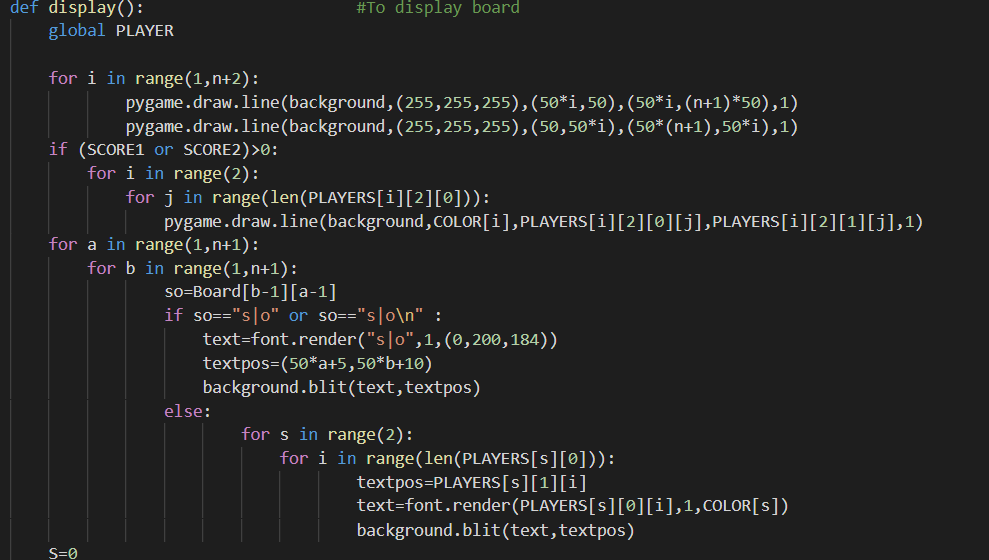 def display():                      #To display board
    global PLAYER

    for i in range(1,n+2):
            pygame.draw.line(background,(255,255,255),(50*i,50),(50*i,(n+1)*50),1)
            pygame.draw.line(background,(255,255,255),(50,50*i),(50*(n+1),50*i),1)
    if (SCORE1 or SCORE2)>0:
        for i in range(2):
            for j in range(len(PLAYERS[i][2][0])):
                pygame.draw.line(background,COLOR[i],PLAYERS[i][2][0][j],PLAYERS[i][2][1][j],1)
    for a in range(1,n+1):
        for b in range(1,n+1):
                so=Board[b-1][a-1]
                if so=="s|o" or so=="s|o\n" :
                    text=font.render("s|o",1,(0,200,184))
                    textpos=(50*a+5,50*b+10)
                    background.blit(text,textpos)
                else:
                        for s in range(2):
                            for i in range(len(PLAYERS[s][0])):
                                    textpos=PLAYERS[s][1][i]
                                    text=font.render(PLAYERS[s][0][i],1,COLOR[s])
                                    background.blit(text,textpos)
    S=0